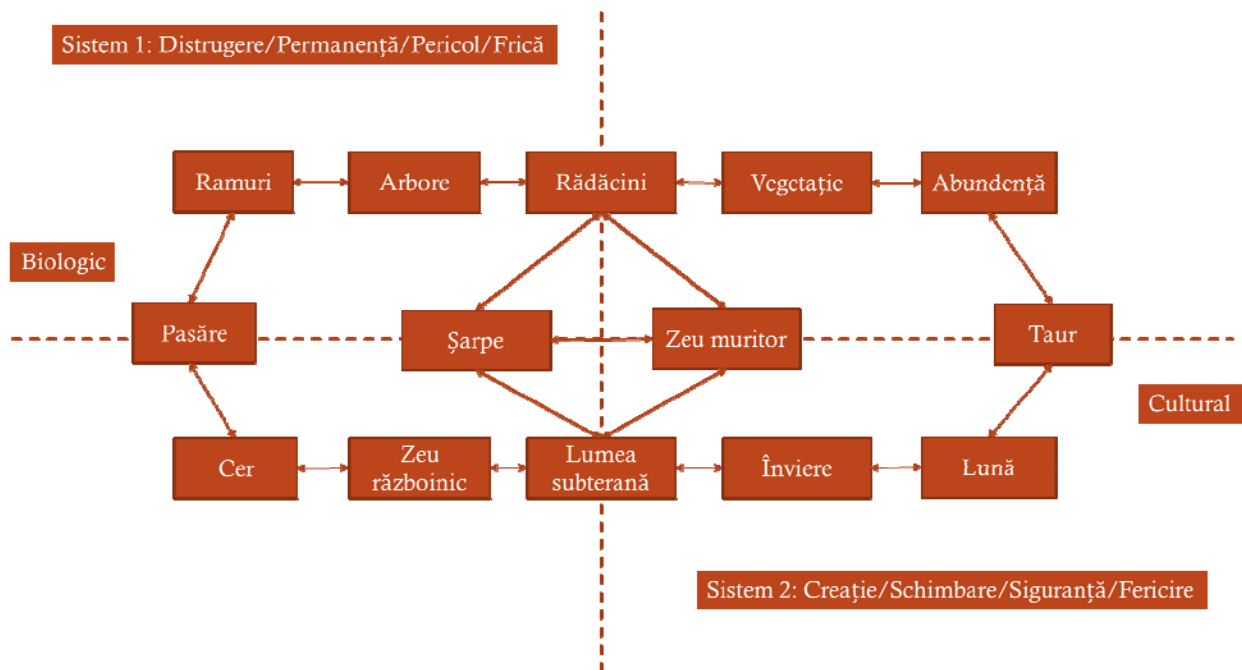 Sistem 1: Distrugere/Permanență/Pericol/Frică
Ramuri
Arbore
Rădăcini
Vegetație
Abundență
Biologic
Pasăre
Șarpe
Zeu muritor
Taur
Cultural
Cer
Zeu
războinic
Lumea
subterană
Înviere
Lună
Sistem 2: Creație/Schimbare/Siguranță/Fericire